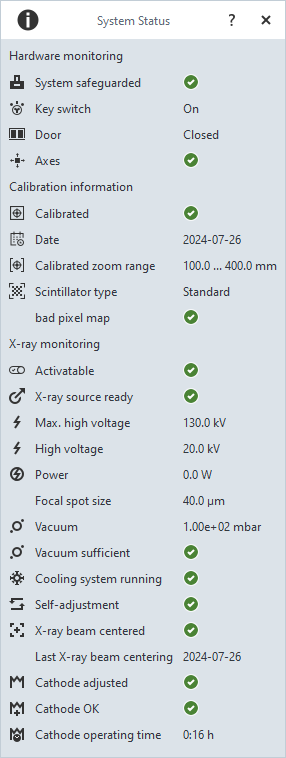 System Status ? ×
Hardware monitoring
System safeguarded
Key switch On
Door Closed
Axes
Calibration information
Calibrated
Date 2024-07-26
Calibrated zoom range 100.0 ... 400.0 mm
Scintillator type Standard
bad pixel map
X-ray monitoring
Activatable
X-ray source ready
Max. high voltage 130.0 kV
High voltage 20.0 kV
Power 0.0 W
Focal spot size 40.0 µm
Vacuum 1.00e+02 mbar
Vacuum sufficient
Cooling system running
Self-adjustment
X-ray beam centered
Last X-ray beam centering 2024-07-26
Cathode adjusted
Cathode OK
Cathode operating time 0:16 h